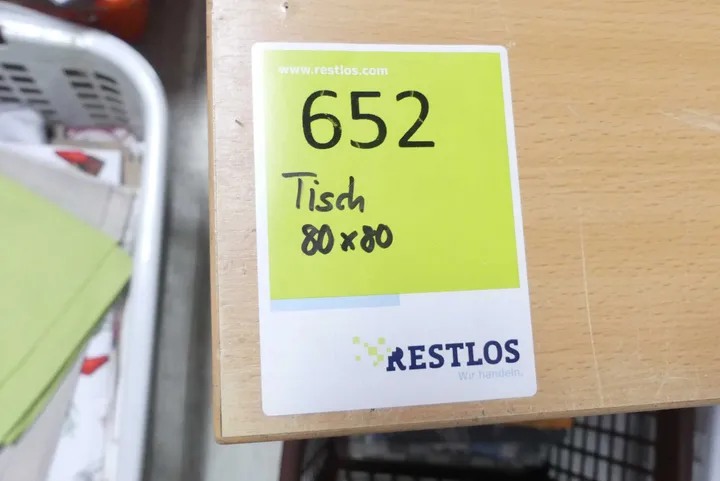 www.restlos.com
652
Tisch
80x80
RESTLOS
Wir handeln.